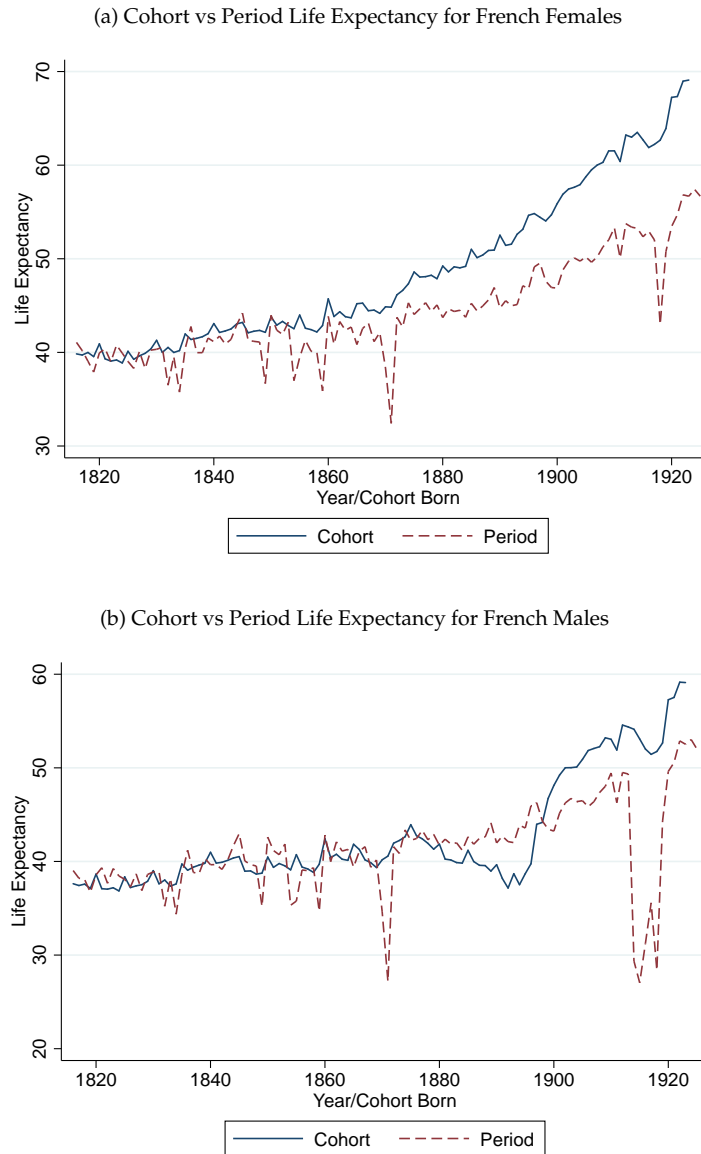 (a) Cohort vs Period Life Expectancy for French Females
70
60
50
40
30
Life Expectancy
1820 1840 1860 1880 1900 1920
Year/Cohort Born
Cohort Period
(b) Cohort vs Period Life Expectancy for French Males
60
50
40
30
20
Life Expectancy
1820 1840 1860 1880 1900 1920
Year/Cohort Born
Cohort Period